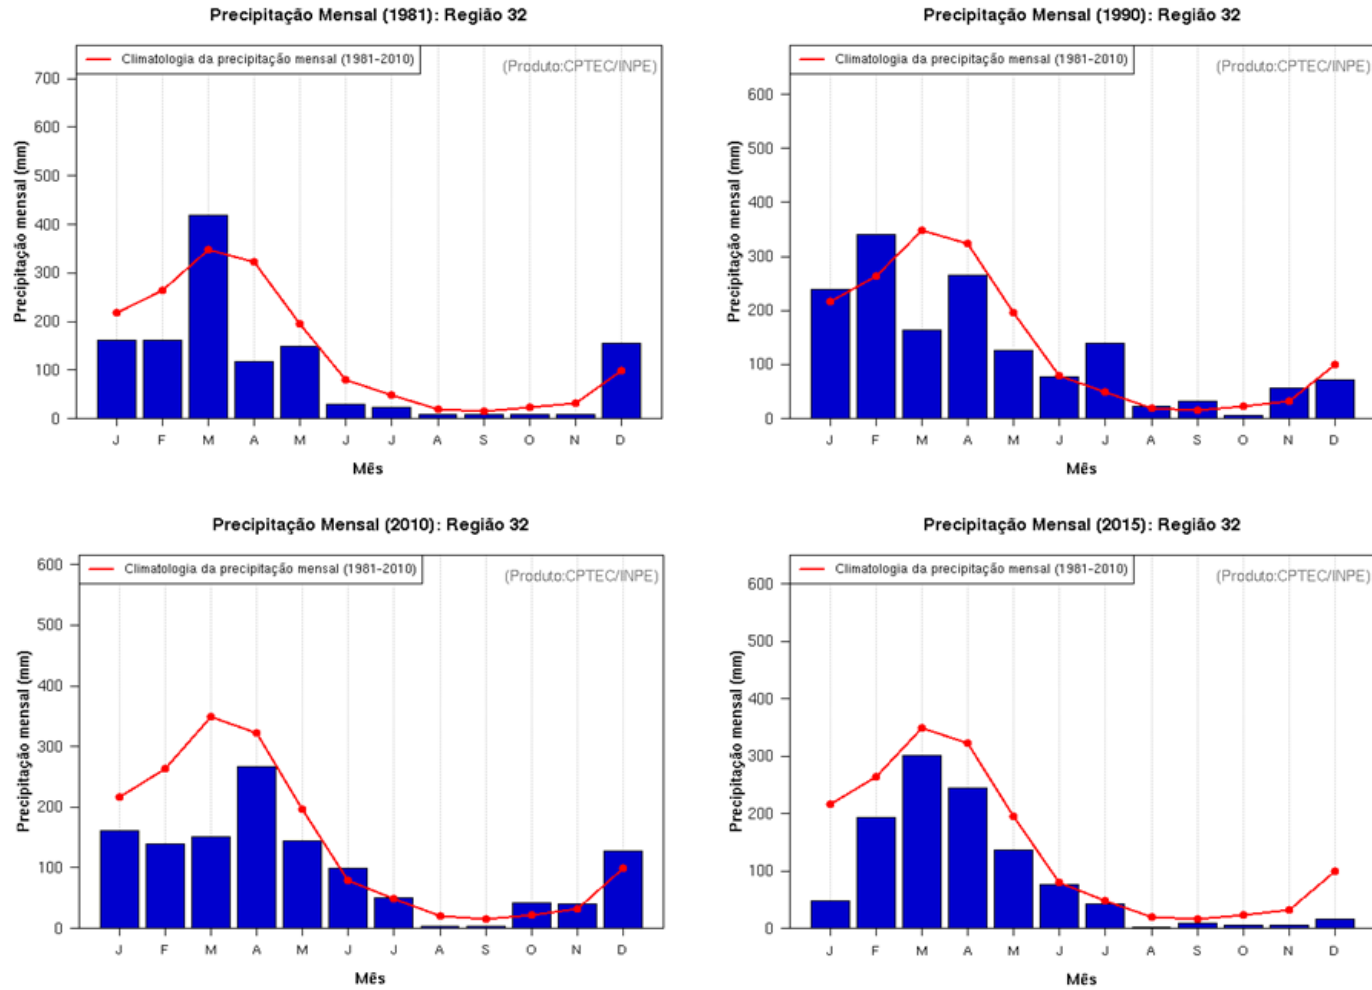 Precipitação Mensal (1981): Região 32
Climatologia da precipitação mensal (1981-2010)
(Produto:CPTEC/INPE)
Precipitação mensal (mm)
700
600
500
400
300
200
100
0
J F M A M J J A S O N D
Mês
Precipitação Mensal (1990): Região 32
Climatologia da precipitação mensal (1981-2010)
(Produto:CPTEC/INPE)
Precipitação mensal (mm)
600
500
400
300
200
100
0
J F M A M J J A S O N D
Mês
Precipitação Mensal (2010): Região 32
Climatologia da precipitação mensal (1981-2010)
(Produto:CPTEC/INPE)
Precipitação mensal (mm)
600
500
400
300
200
100
0
J F M A M J J A S O N D
Mês
Precipitação Mensal (2015): Região 32
Climatologia da precipitação mensal (1981-2010)
(Produto:CPTEC/INPE)
Precipitação mensal (mm)
600
500
400
300
200
100
0
J F M A M J J A S O N D
Mês